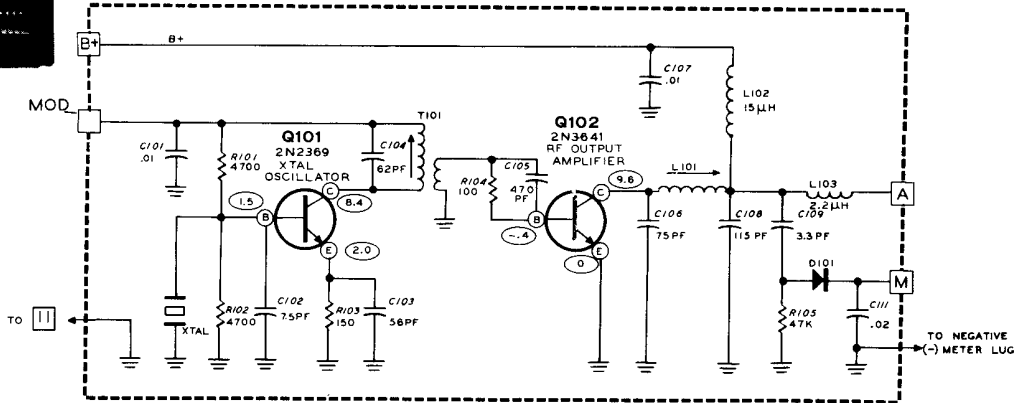 B+
B+
MOD
C107
.01
L102
15µH
C101
.01
R101
4700
Q101
2N2369
XTAL
OSCILLATOR
C104
62PF
T101
R104
100
C105
470
PF
Q102
2N3641
RF OUTPUT
AMPLIFIER
L101
L103
2.2µH
A
1.5
B
C
8.4
E
2.0
-.4
B
C
9.6
E
0
C106
75PF
C108
115 PF
C109
3.3PF
D101
M
TO 11
XTAL
R102
4700
C102
7.5PF
R103
150
C103
56PF
R105
47K
C111
.02
TO NEGATIVE
(-) METER LUG